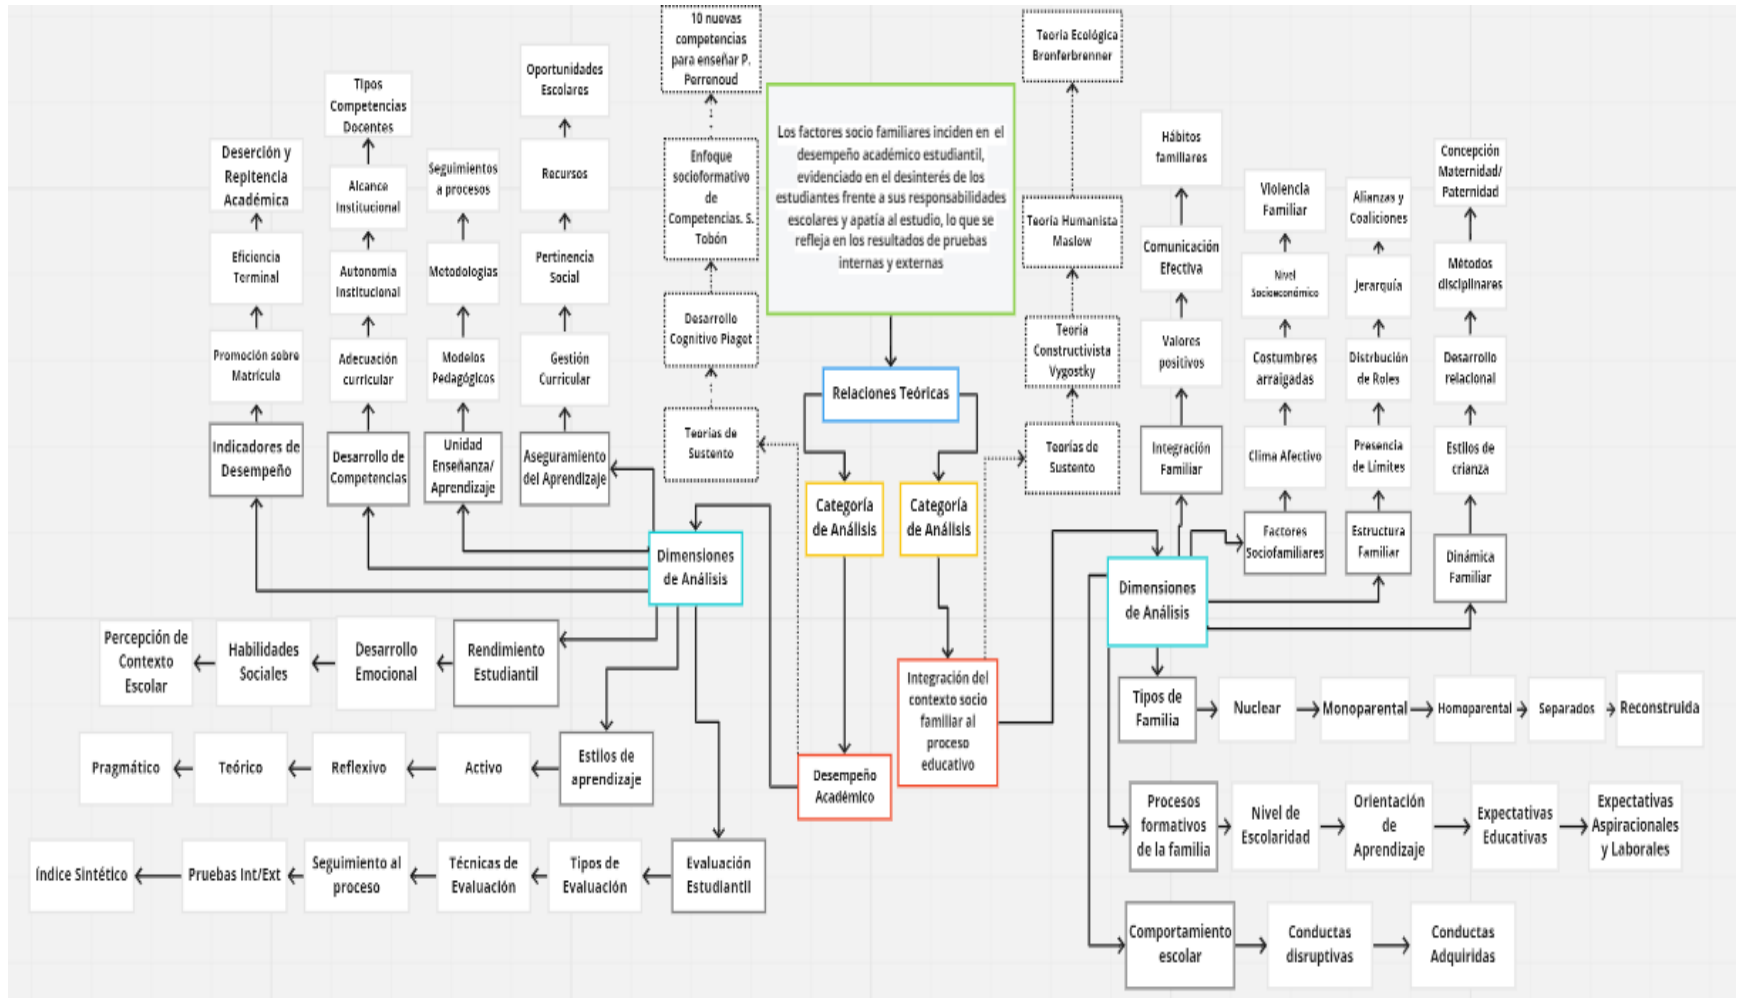 10 nuevas
competencias
para enseñar P.
Perrenoud
Enfoque
socioformativo
de
Competencias. S.
Tobón
Desarrollo
Cognitivo Piaget
Teorías de
Sustento
Los factores socio familiares inciden en el
desempeño académico estudiantil,
evidenciado en el desinterés de los
estudiantes frente a sus responsabilidades
escolares y apatía al estudio, lo que se
refleja en los resultados de pruebas
internas y externas
Relaciones Teóricas
Categoría
de Análisis
Categoría
de Análisis
Desempeño
Académico
Integración del
contexto socio
familiar al
proceso
educativo
Teoría Ecológica
Bronferbrenner
Teoría Humanista
Maslow
Teoría
Constructivista
Vygostky
Teorías de
Sustento
Deserción y
Repitencia
Académica
Eficiencia
Terminal
Promoción sobre
Matrícula
Indicadores de
Desempeño
Tipos
Competencias
Docentes
Alcance
Institucional
Autonomía
Institucional
Adecuación
curricular
Desarrollo de
Competencias
Seguimientos
a procesos
Metodologías
Modelos
Pedagógicos
Unidad
Enseñanza/
Aprendizaje
Oportunidades
Escolares
Recursos
Pertinencia
Social
Gestión
Curricular
Aseguramiento
del Aprendizaje
Dimensiones
de Análisis
Rendimiento
Estudiantil
Desarrollo
Emocional
Habilidades
Sociales
Percepción de
Contexto
Escolar
Estilos de
aprendizaje
Activo
Reflexivo
Teórico
Pragmático
Evaluación
Estudiantil
Tipos de
Evaluación
Técnicas de
Evaluación
Seguimiento al
proceso
Pruebas Int/Ext
Índice Sintético
Hábitos
familiares
Comunicación
Efectiva
Valores
positivos
Integración
Familiar
Violencia
Familiar
Nivel
Socioeconómico
Costumbres
arraigadas
Clima Afectivo
Factores
Sociofamiliares
Alianzas y
Coaliciones
Jerarquía
Distrbución
de Roles
Presencia
de Límites
Estructura
Familiar
Concepción
Maternidad/
Paternidad
Métodos
disciplinares
Desarrollo
relacional
Estilos de
crianza
Dinámica
Familiar
Dimensiones
de Análisis
Tipos de
Familia
Nuclear
Monoparental
Homoparental
Separados
Reconstruida
Procesos
formativos
de la familia
Nivel de
Escolaridad
Orientación
de
Aprendizaje
Expectativas
Educativas
Expectativas
Aspiracionales
y Laborales
Comportamiento
escolar
Conductas
disruptivas
Conductas
Adquiridas